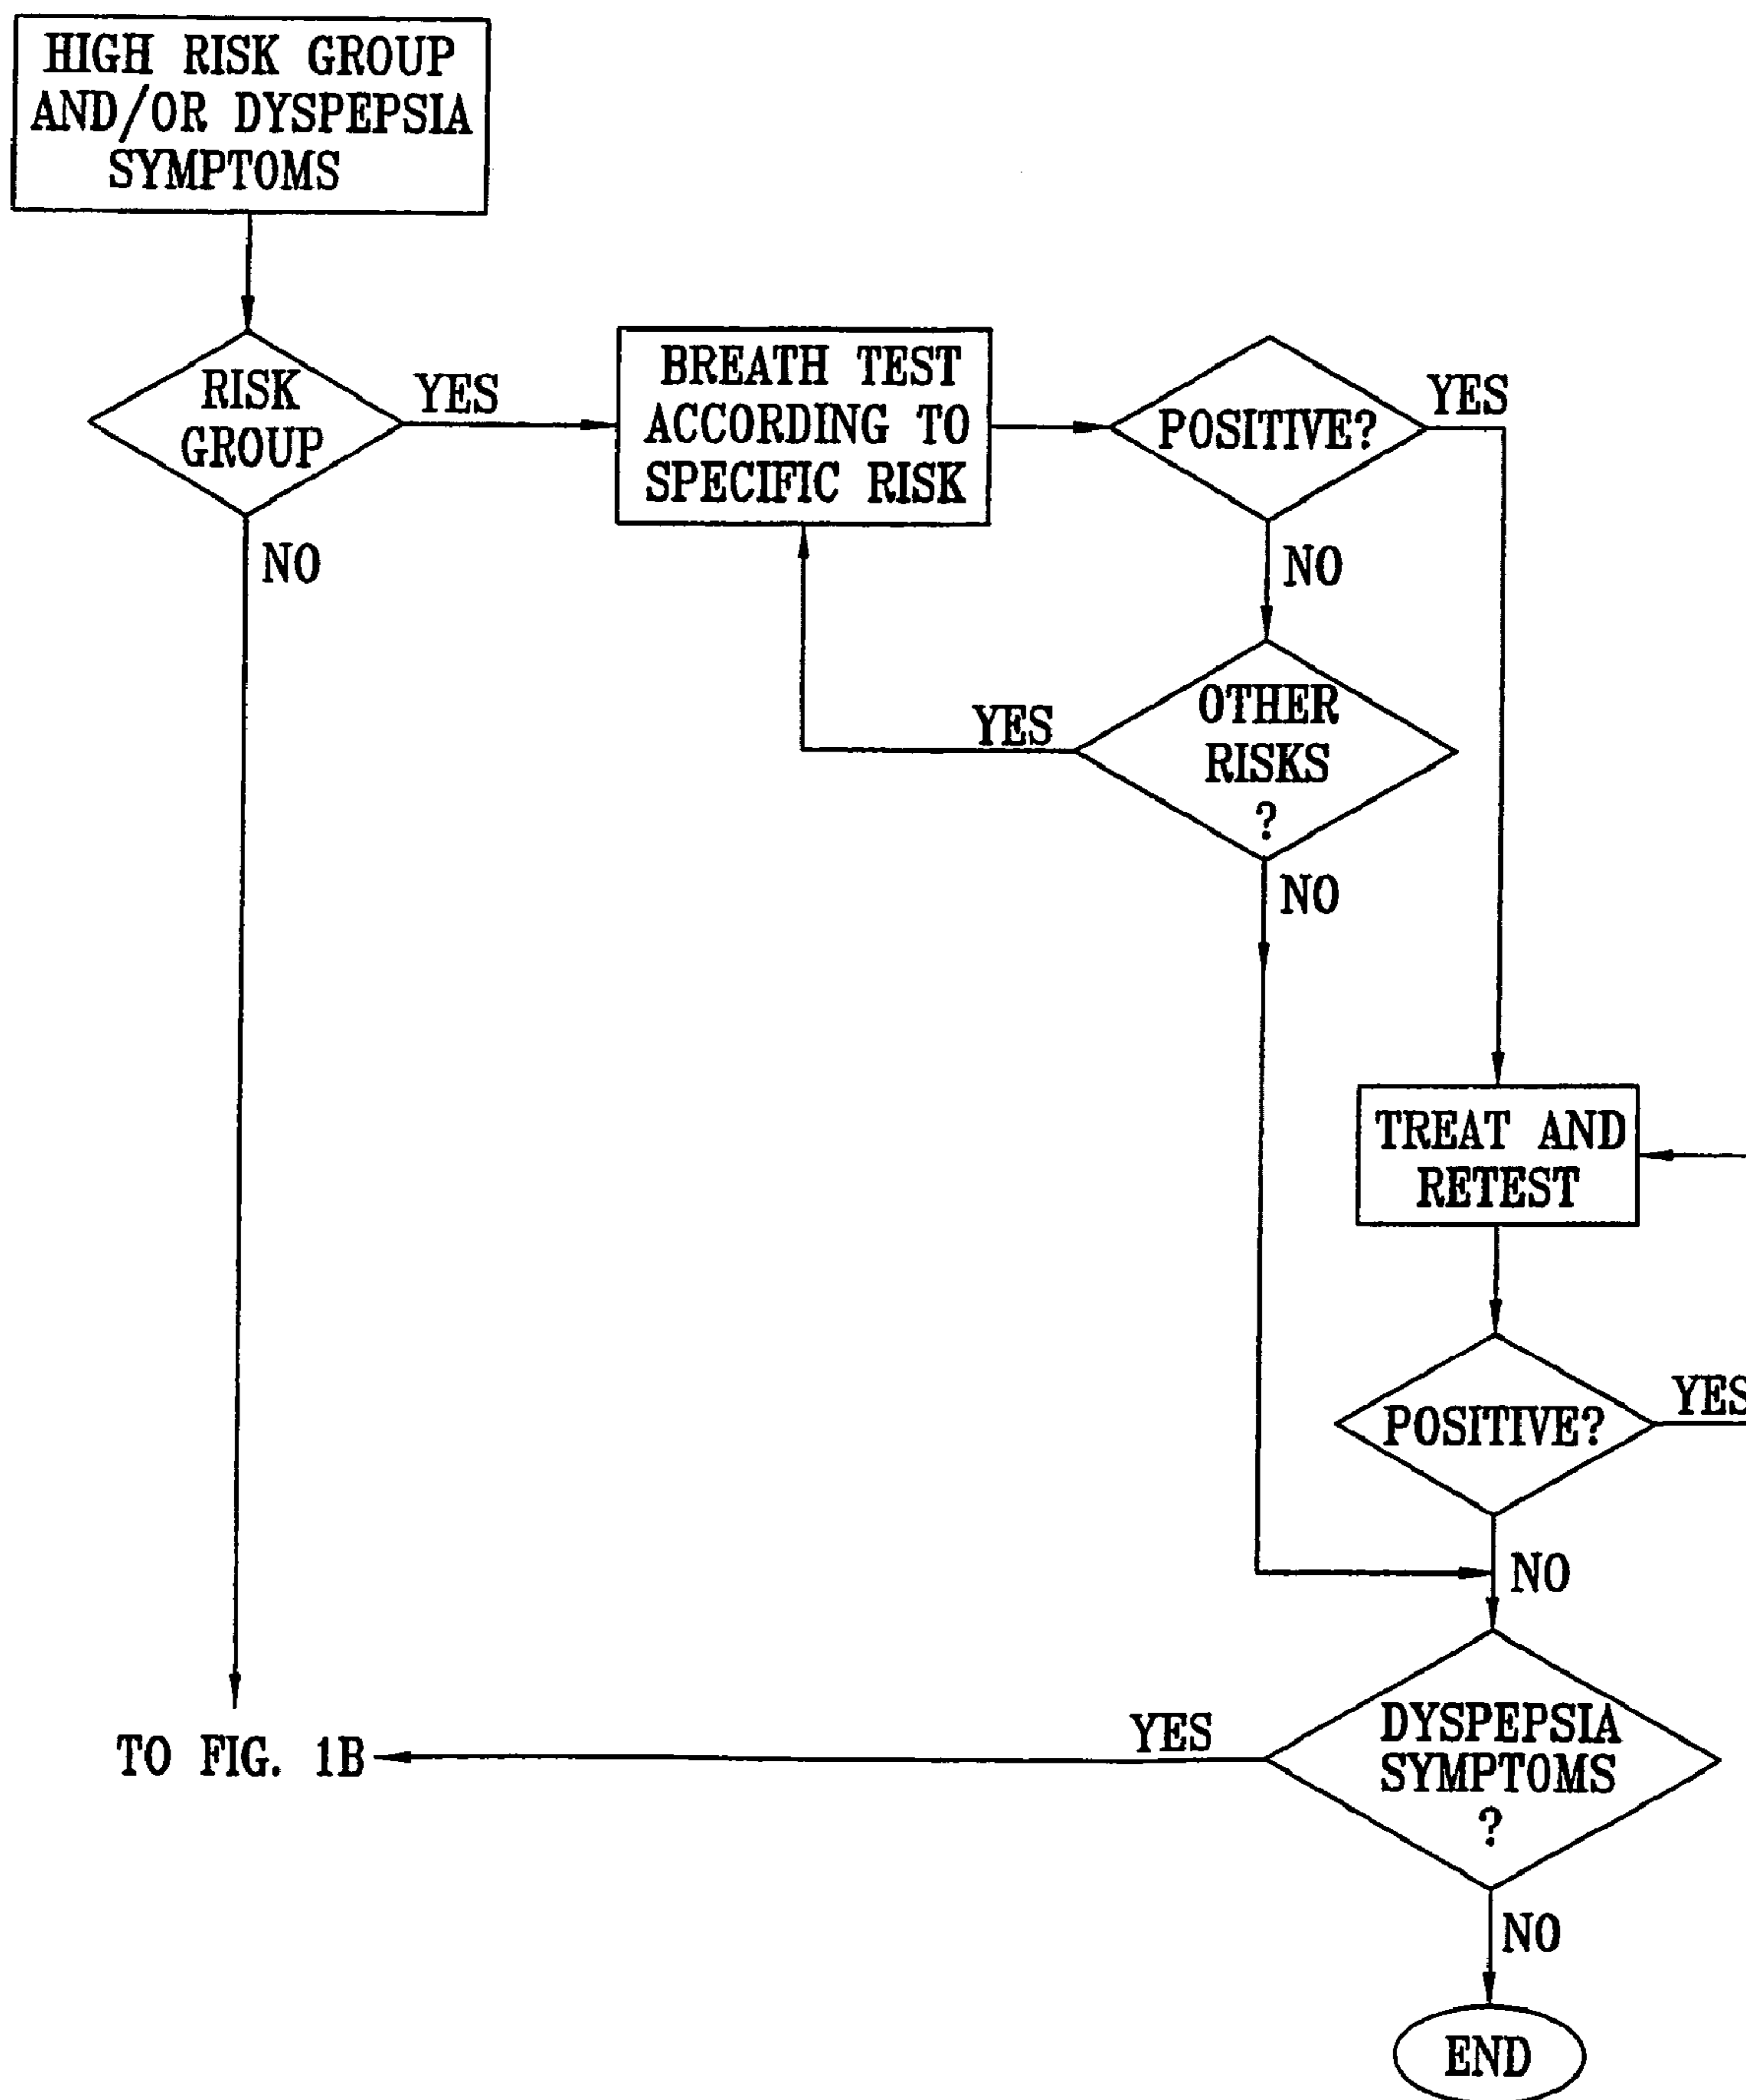 HIGH RISK GROUP
AND/OR DYSPEPSIA
SYMPTOMS
RISK
GROUP
YES
NO
BREATH TEST
ACCORDING TO
SPECIFIC RISK
POSITIVE?
YES
NO
OTHER
RISKS
?
YES
NO
TREAT AND
RETEST
POSITIVE?
YES
NO
DYSPEPSIA
SYMPTOMS
?
YES
TO FIG. 1B
NO
END